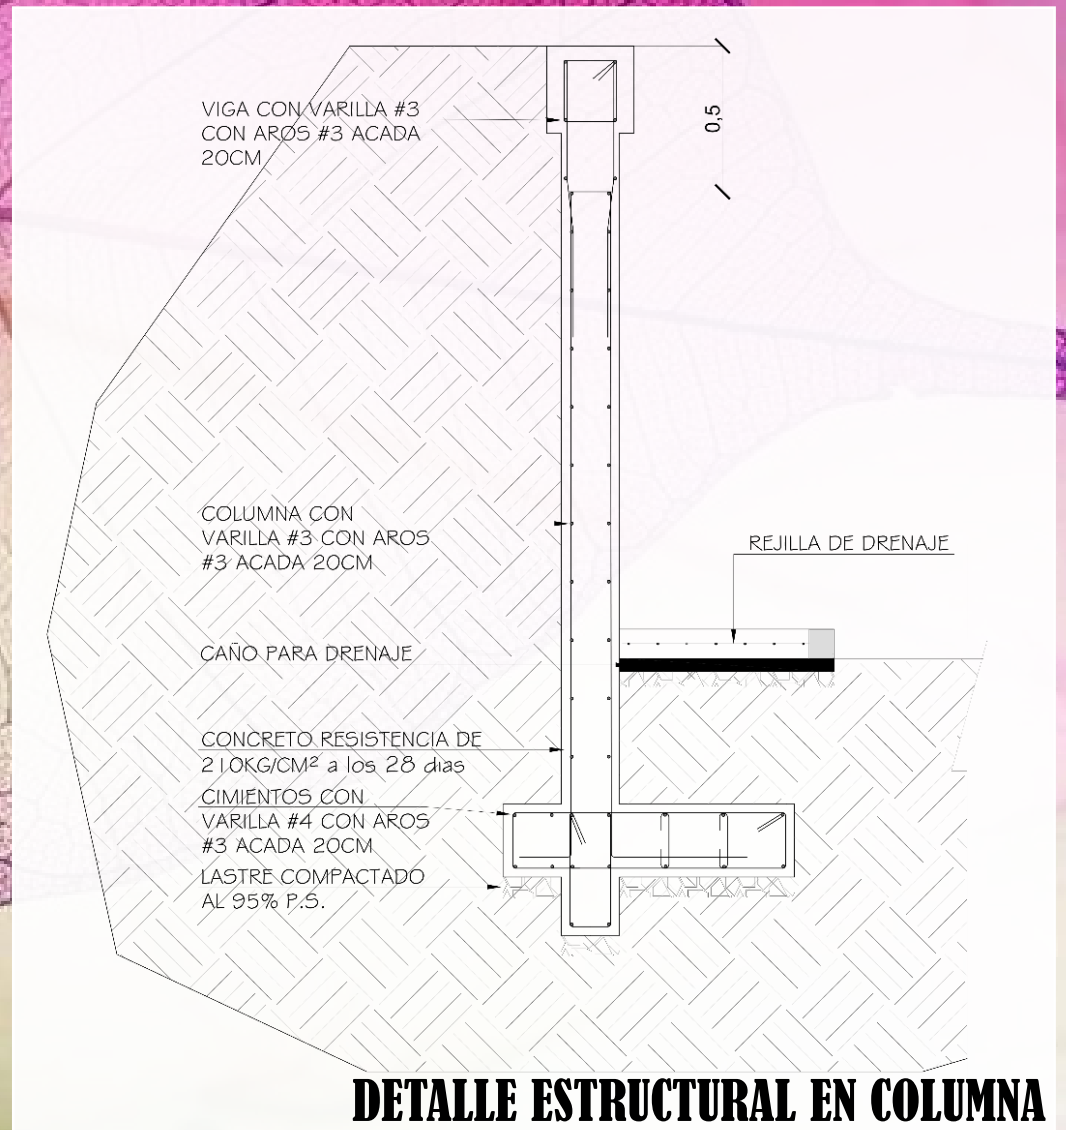 VIGA CON VARILLA #3
CON AROS #3 ACADA
20CM
0,5
COLUMNA CON
VARILLA #3 CON AROS
#3 ACADA 20CM
REJILLA DE DRENAJE
CAÑO PARA DRENAJE
CONCRETO RESISTENCIA DE
210KG/CM² a los 28 dias
CIMIENTOS CON
VARILLA #4 CON AROS
#3 ACADA 20CM
LASTRE COMPACTADO
AL 95% P.S.
DETALLE ESTRUCTURAL EN COLUMNA